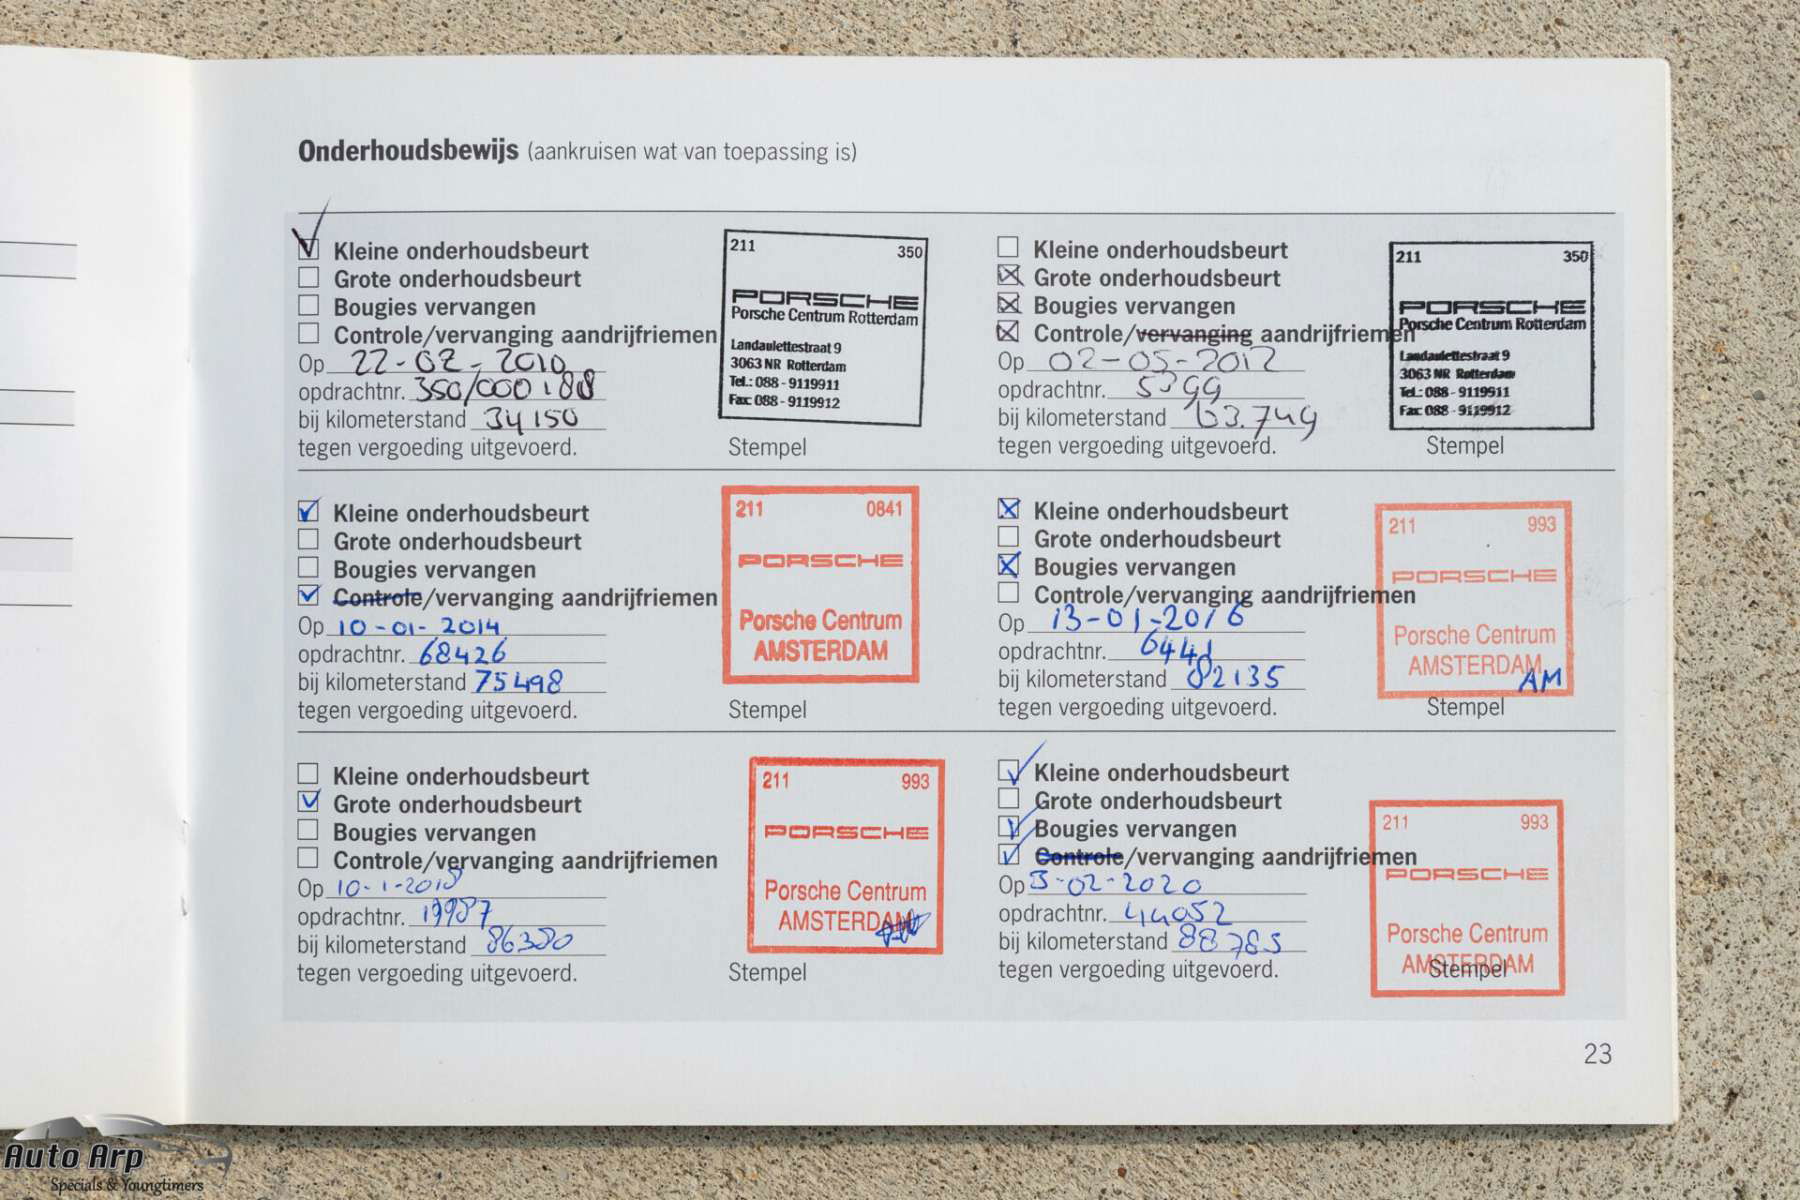 Onderhoudsbewijs (aankruisen wat van toepassing is)
Kleine onderhoudsbeurt
Grote onderhoudsbeurt
Bougies vervangen
Controle/vervanging aandrijfriemen
Op 22-02-2010
opdrachtnr. 350/000188
bij kilometerstand 34150
tegen vergoeding uitgevoerd.
211 350
PORSCHE
Porsche Centrum Rotterdam
Landaulettestraat 9
3063 NR Rotterdam
Tel.: 088 - 9119911
Fax: 088 - 9119912
Stempel
Kleine onderhoudsbeurt
Grote onderhoudsbeurt
Bougies vervangen
Controle/vervanging aandrijfriemen
Op 02-05-2012
opdrachtnr. 5399
bij kilometerstand 63.749
tegen vergoeding uitgevoerd.
211 350
PORSCHE
Porsche Centrum Rotterdam
Landaulettestraat 9
3063 NR Rotterdam
Tel.: 088 - 9119911
Fax: 088 - 9119912
Stempel
Kleine onderhoudsbeurt
Grote onderhoudsbeurt
Bougies vervangen
Controle/vervanging aandrijfriemen
Op 10-01-2014
opdrachtnr. 68426
bij kilometerstand 75498
tegen vergoeding uitgevoerd.
211 0841
PORSCHE
Porsche Centrum
AMSTERDAM
Stempel
Kleine onderhoudsbeurt
Grote onderhoudsbeurt
Bougies vervangen
Controle/vervanging aandrijfriemen
Op 13-01-2016
opdrachtnr. 6441
bij kilometerstand 82135
tegen vergoeding uitgevoerd.
211 993
PORSCHE
Porsche Centrum
AMSTERDAM
AM
Stempel
Kleine onderhoudsbeurt
Grote onderhoudsbeurt
Bougies vervangen
Controle/vervanging aandrijfriemen
Op 10-1-2018
opdrachtnr. 19987
bij kilometerstand 86380
tegen vergoeding uitgevoerd.
211 993
PORSCHE
Porsche Centrum
AMSTERDAM
Stempel
Kleine onderhoudsbeurt
Grote onderhoudsbeurt
Bougies vervangen
Controle/vervanging aandrijfriemen
Op 3-02-2020
opdrachtnr. 44052
bij kilometerstand 88785
tegen vergoeding uitgevoerd.
211 993
PORSCHE
Porsche Centrum
AMSTERDAM
Stempel
23
Auto Arp
Specials & Youngtimers